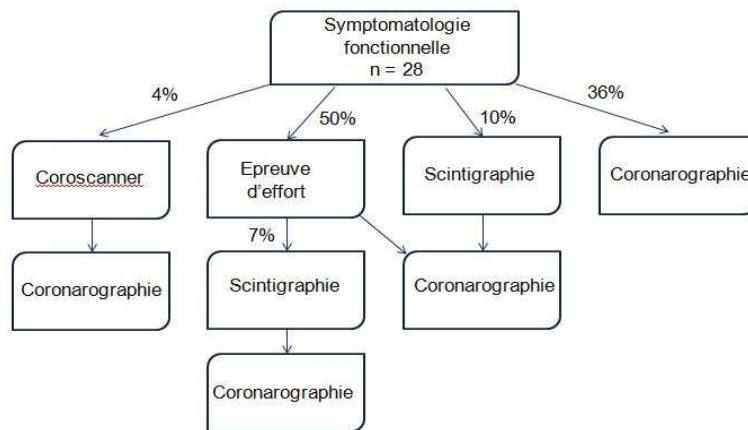 Symptomatologie
fonctionnelle
n = 28
4%
50%
10%
36%
Coroscanner
Epreuve
d'effort
Scintigraphie
Coronarographie
7%
Coronarographie
Scintigraphie
Coronarographie
Coronarographie